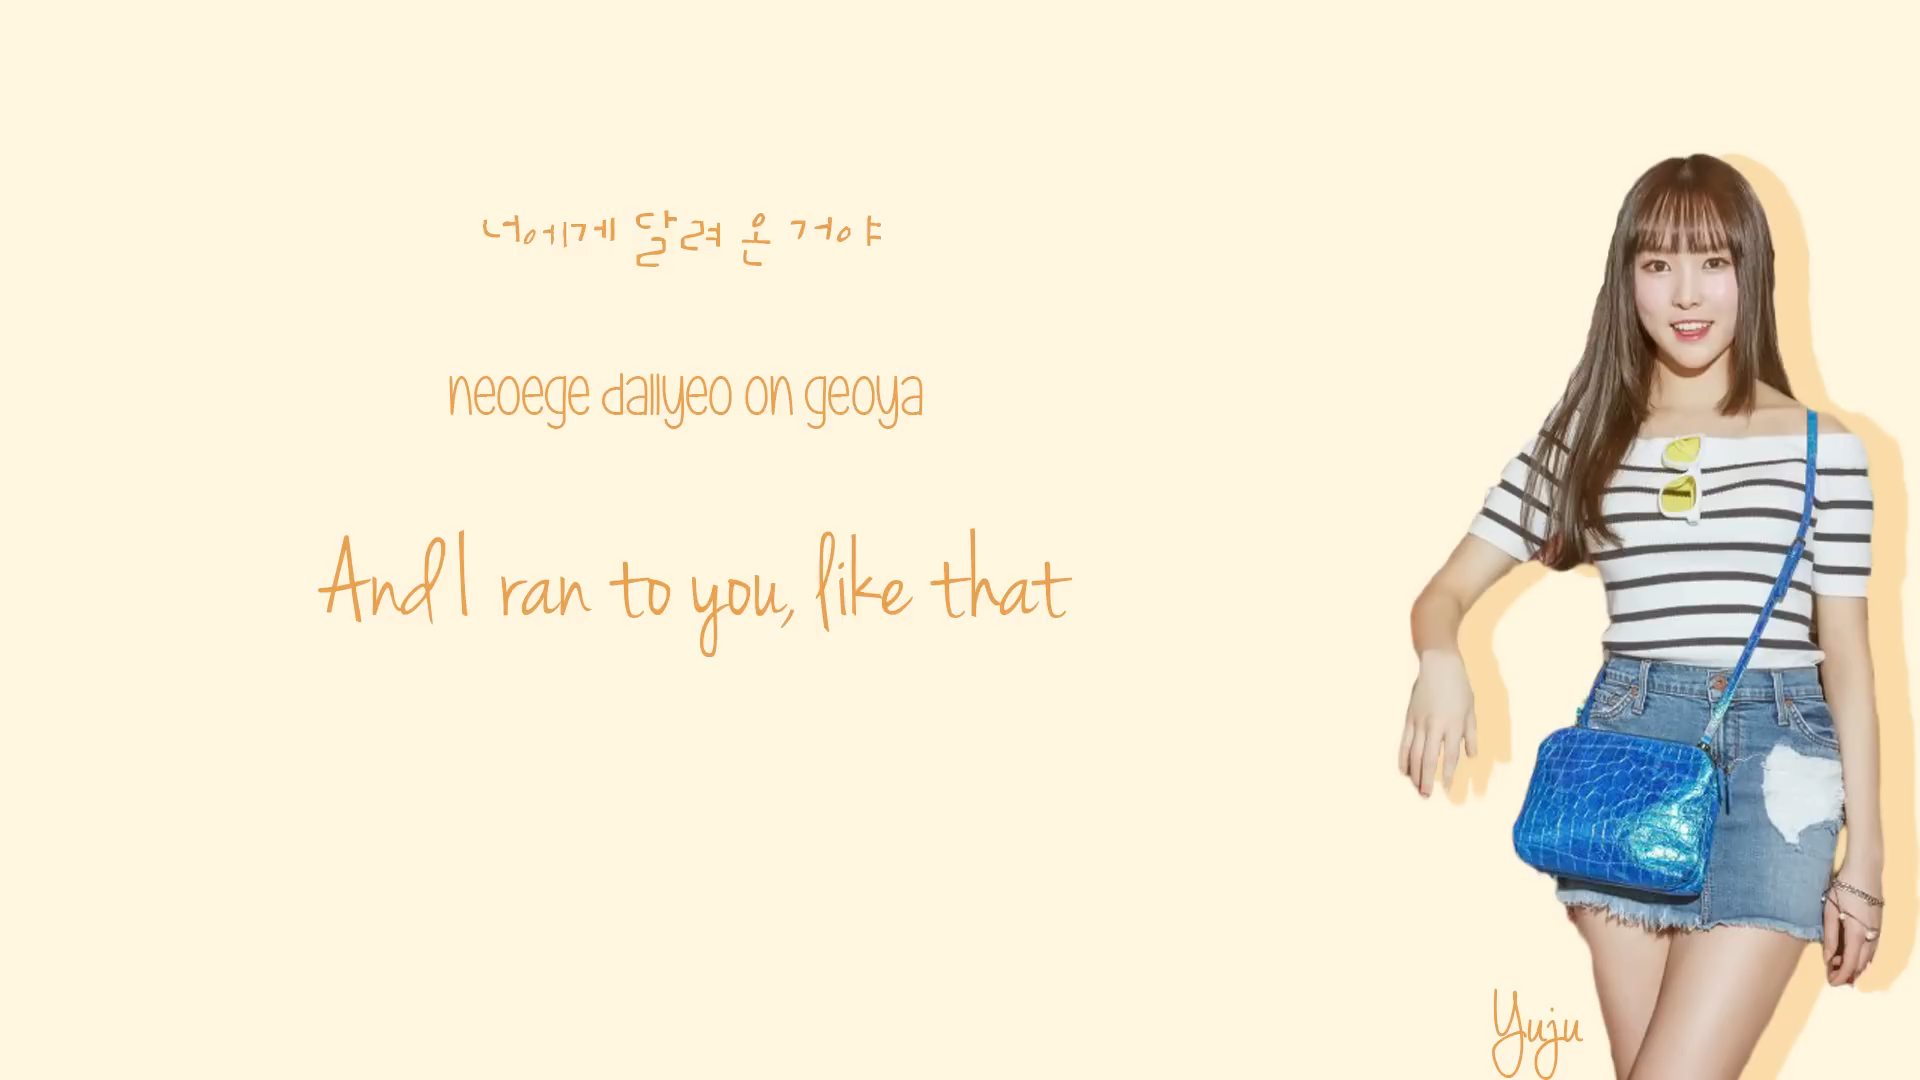 너에게 달려 온 거야
neoege dallyeo on geoya
And I ran to you, like that
Yuju